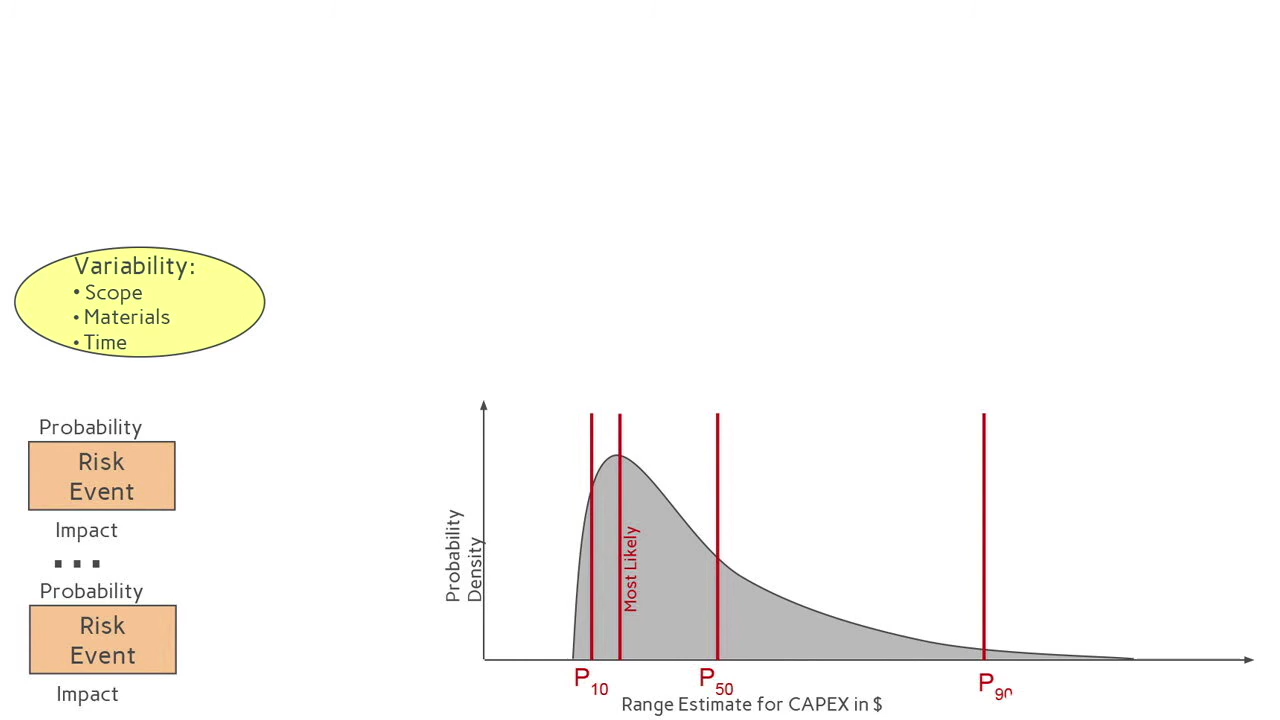 Variability:
• Scope
• Materials
• Time
Probability
Risk
Event
Impact
...
Probability
Risk
Event
Impact
Probability
Density
Most Likely
P10
P50
P90
Range Estimate for CAPEX in $